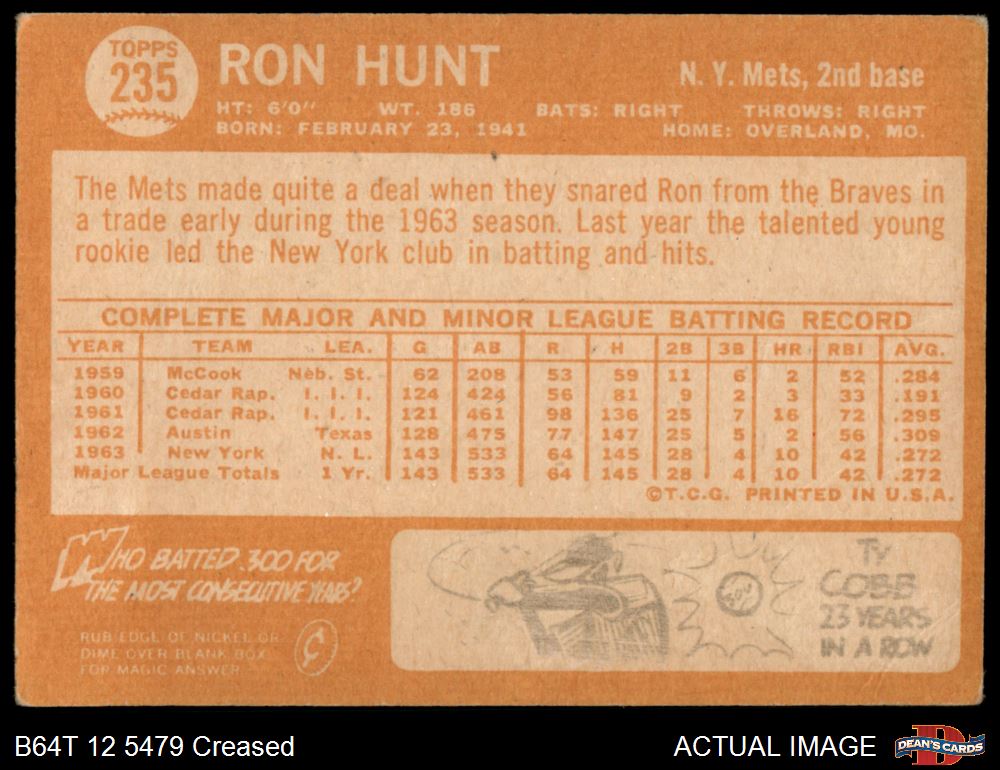 TOPPS
235
RON HUNT
N. Y. Mets, 2nd base
HT: 6'0" WT. 186 BATS: RIGHT THROWS: RIGHT
BORN: FEBRUARY 23, 1941 HOME: OVERLAND, MO.
The Mets made quite a deal when they snared Ron from the Braves in
a trade early during the 1963 season. Last year the talented young
rookie led the New York club in batting and hits.
COMPLETE MAJOR AND MINOR LEAGUE BATTING RECORD
YEAR TEAM LEA. G AB R H 2B 3B HR RBI AVG.
1959 McCook Neb. St. 62 208 53 59 11 6 2 52 .284
1960 Cedar Rap. I. I. I. 124 424 56 81 9 2 3 33 .191
1961 Cedar Rap. I. I. I. 121 461 98 136 25 7 16 72 .295
1962 Austin Texas 128 475 77 147 25 5 2 56 .309
1963 New York N. L. 143 533 64 145 28 4 10 42 .272
Major League Totals 1 Yr. 143 533 64 145 28 4 10 42 .272
©T.C.G. PRINTED IN U.S.A.
WHO BATTED .300 FOR
THE MOST CONSECUTIVE YEARS?
RUB EDGE OF NICKEL OR
DIME OVER BLANK BOX
FOR MAGIC ANSWER
TY
COBB
23 YEARS
IN A ROW
B64T 12 5479 Creased
ACTUAL IMAGE
DEAN'S CARDS